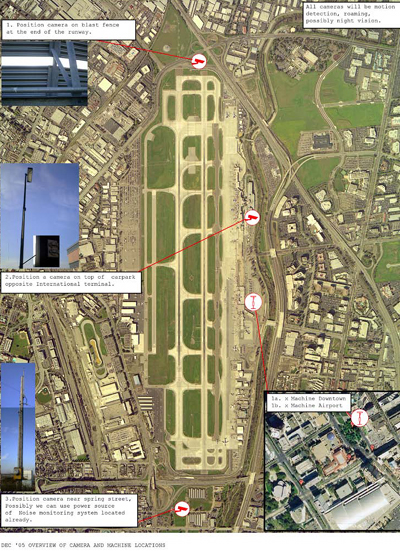 1. Position camera on blast fence
at the end of the runway.
All cameras will be motion
detection, roaming,
possibly night vision.
2.Position a camera on top of carpark
opposite International terminal.
1a. x Machine Downtown
1b. x Machine Airport
3.Position camera near spring street,
Possibly we can use power source
of Noise monitoring system located
already.
DEC '05 OVERVIEW OF CAMERA AND MACHINE LOCATIONS